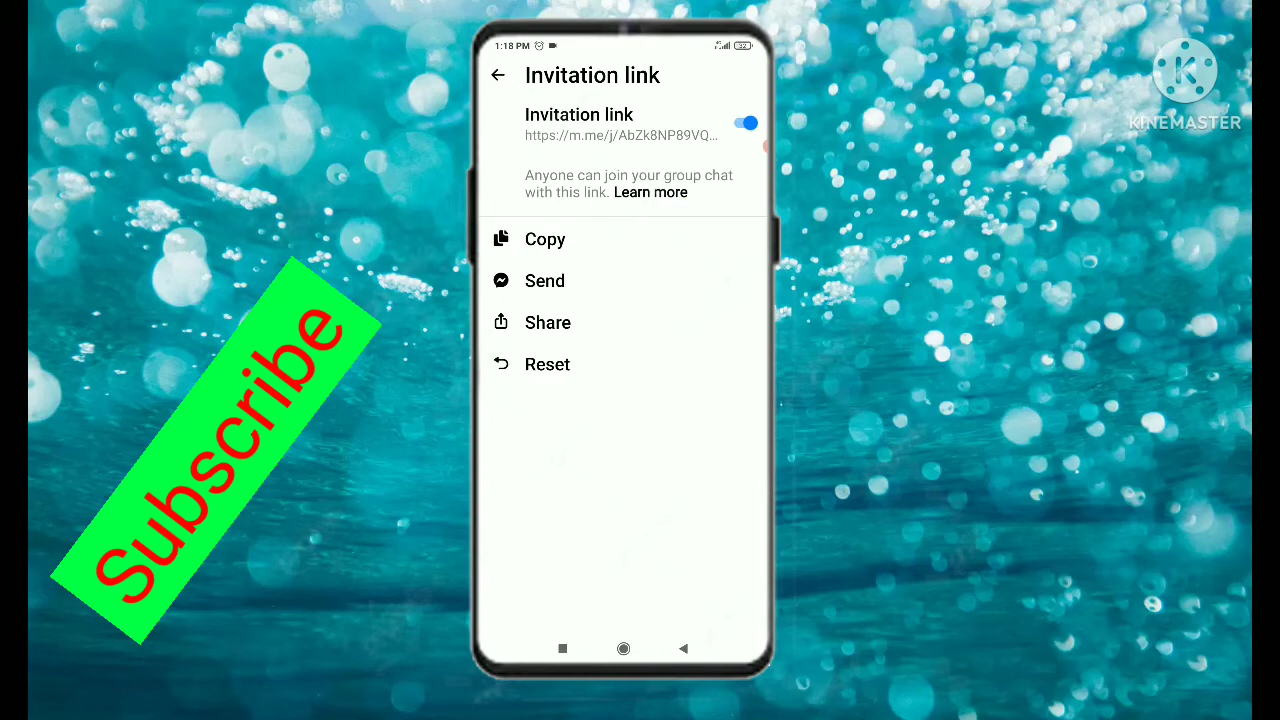 1:18 PM
32
Invitation link
Invitation link
https://m.me/j/AbZk8NP89VQ...
Anyone can join your group chat
with this link. Learn more
Copy
Send
Share
Reset
Subscribe
K
KINEMASTER